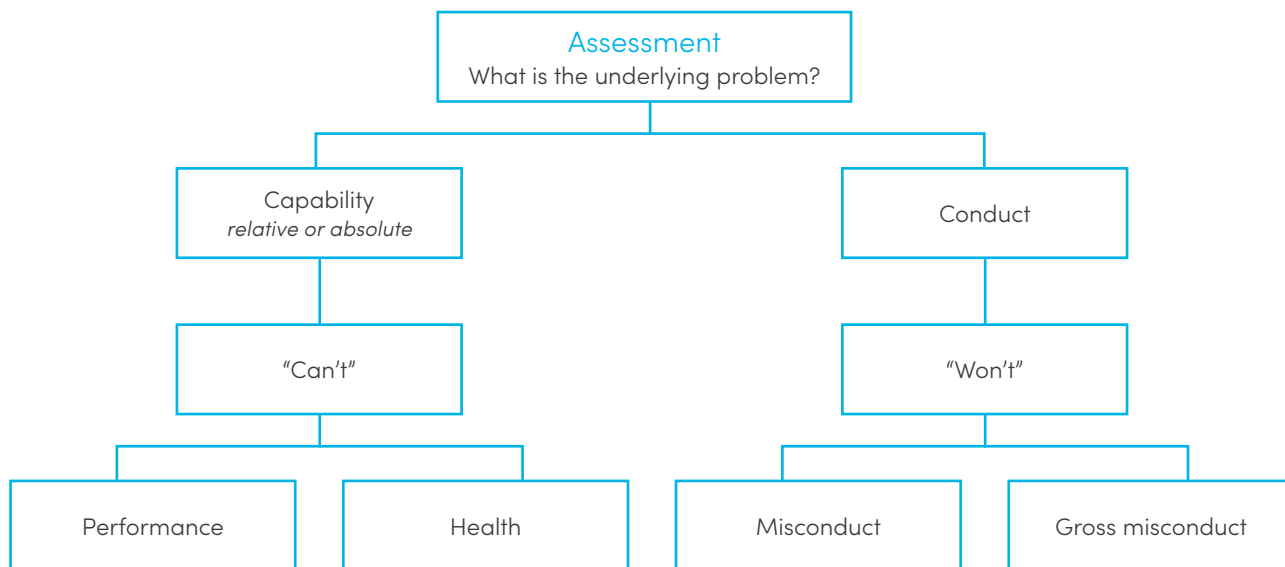 Assessment
What is the underlying problem?
Capability
relative or absolute
Conduct
“Can’t”
“Won’t”
Performance
Health
Misconduct
Gross misconduct